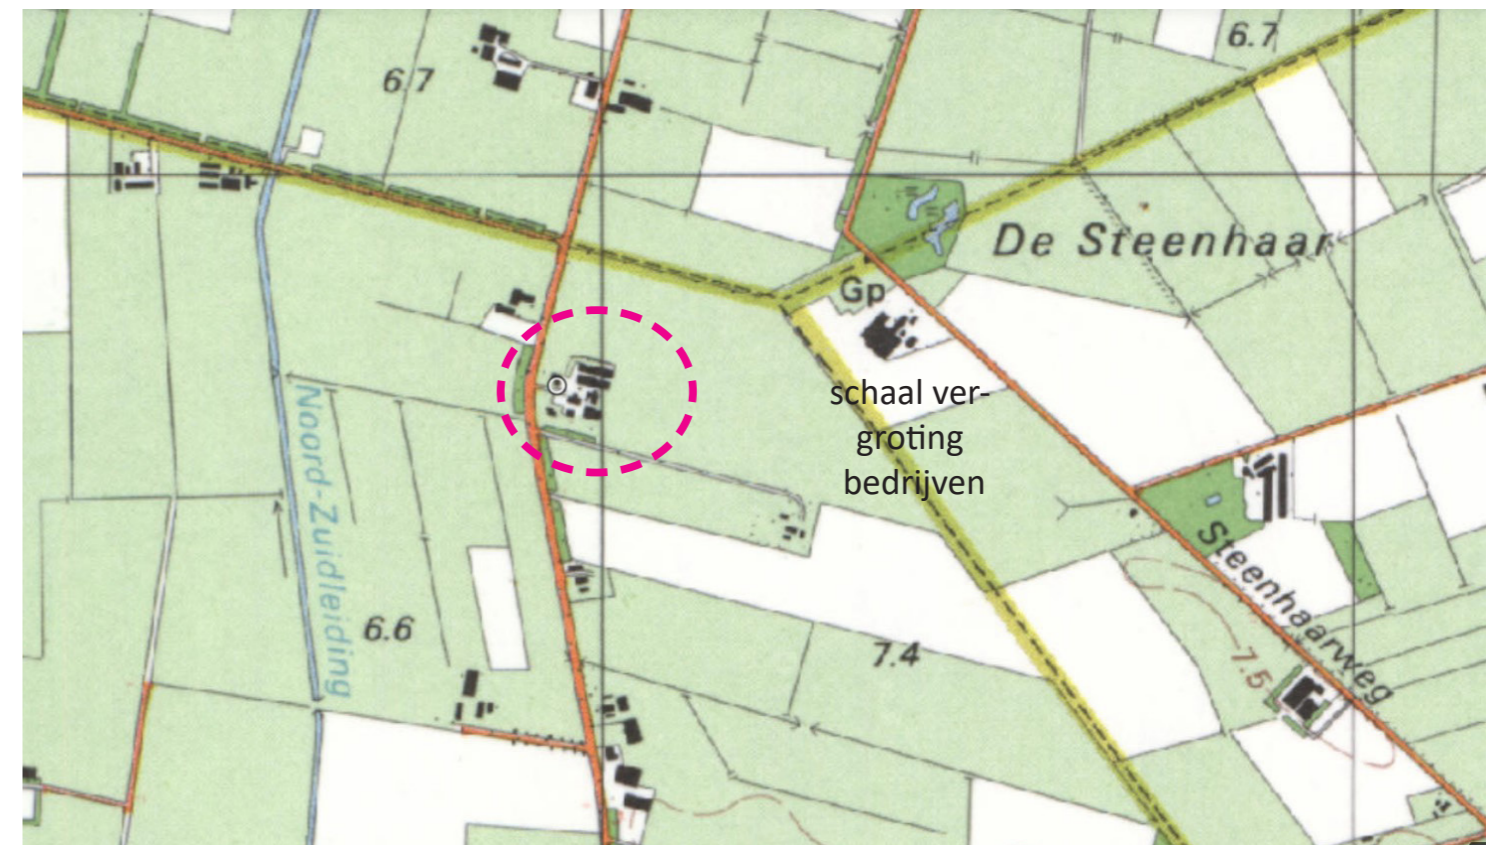 6.7
6.7
De Steenhaar
Gp
schaal ver-
groting
bedrijven
Noord-Zuidleiding
Steenhaarweg
6.6
7.4
7.5